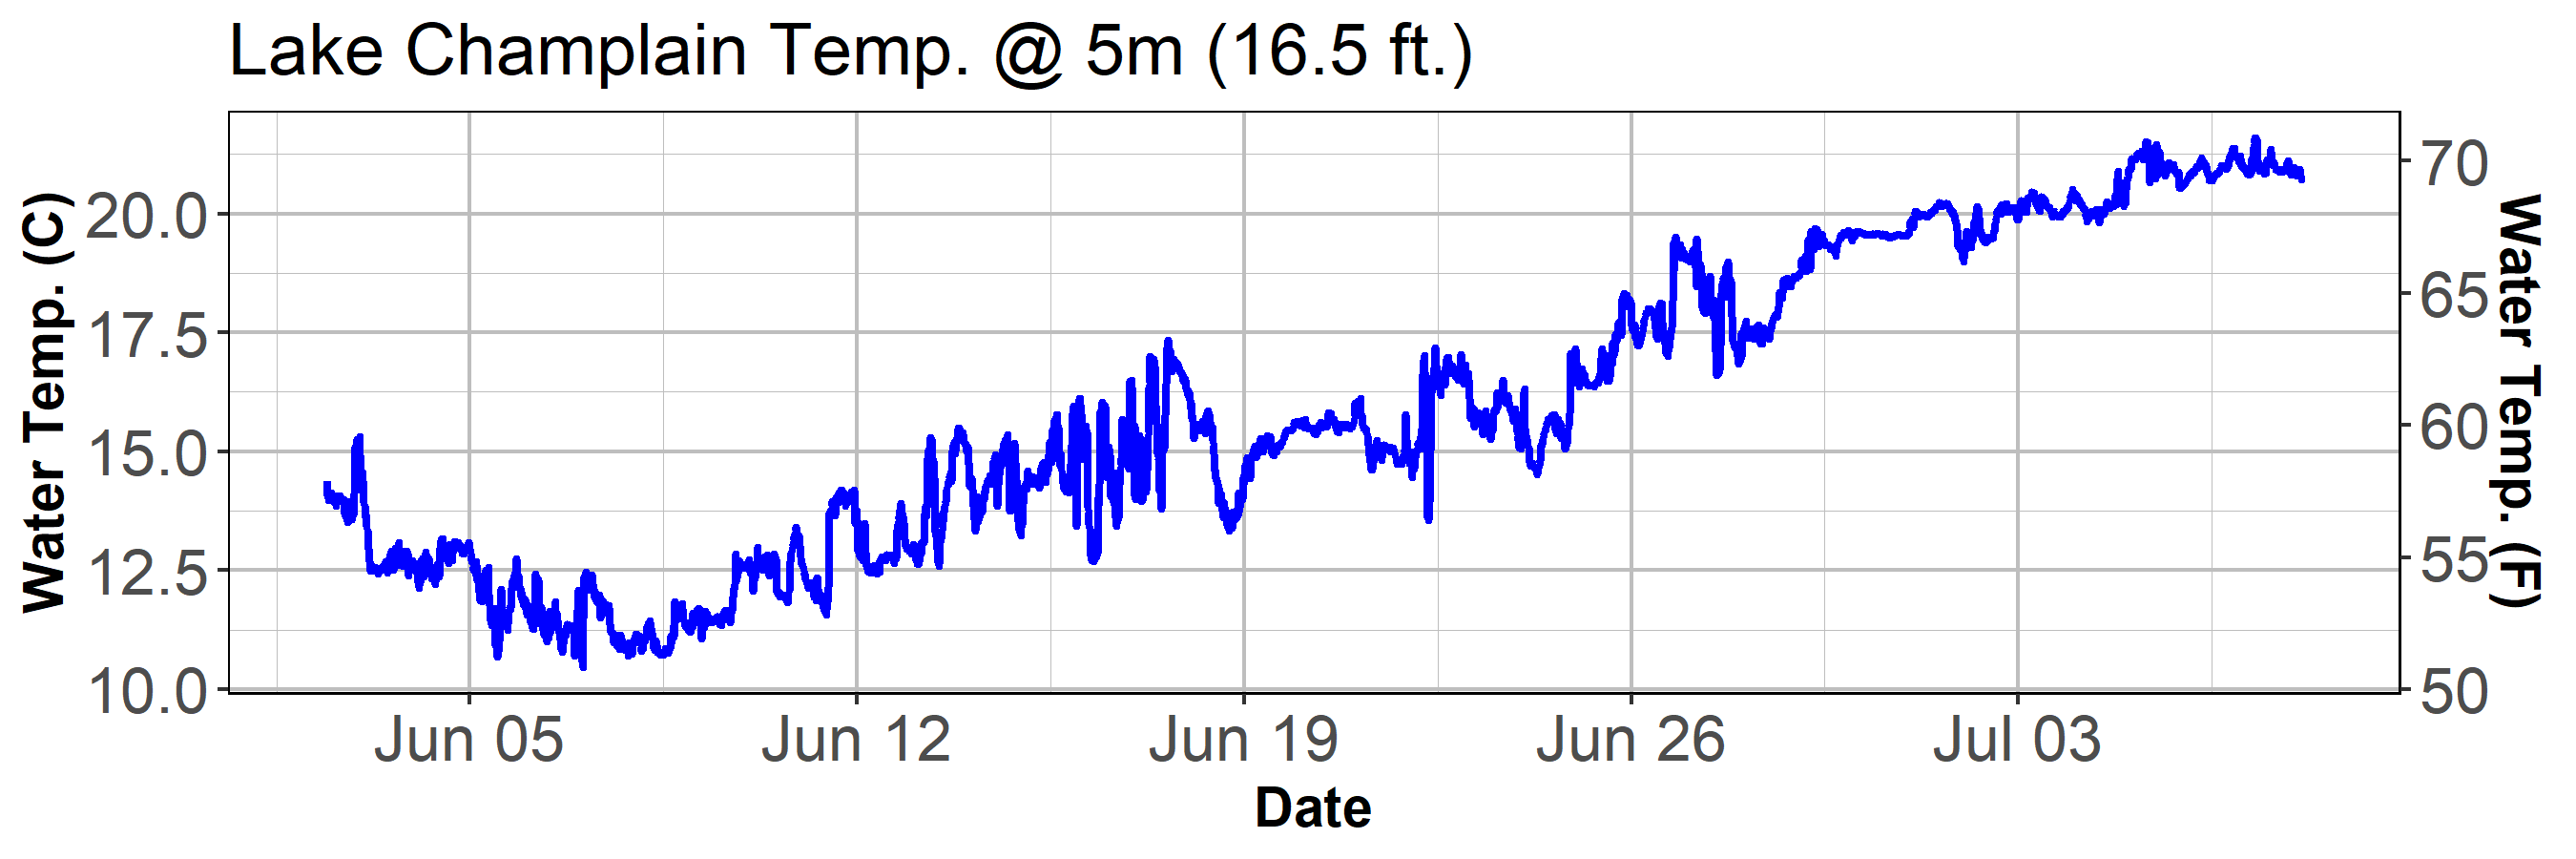 Lake Champlain Temp. @ 5m (16.5 ft.)
Water Temp. (C)
20.0
17.5
15.0
12.5
10.0
70
65
60
55
50
Water Temp. (F)
Jun 05 Jun 12 Jun 19 Jun 26 Jul 03
Date